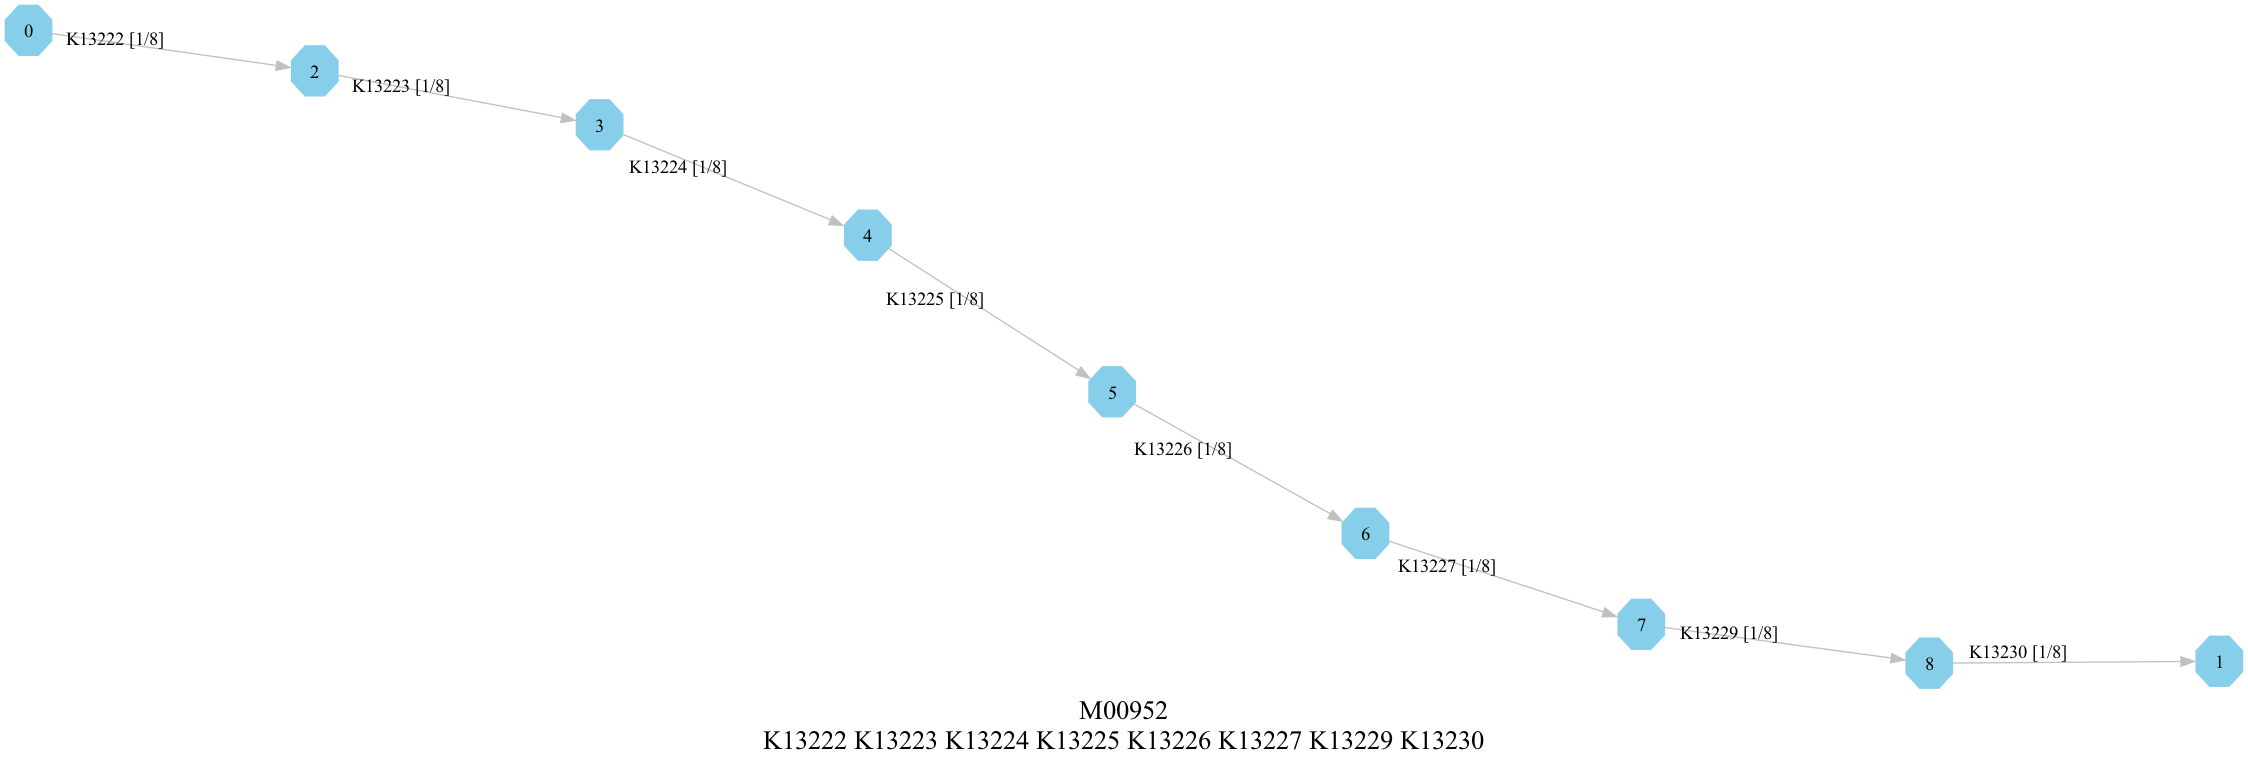 0
K13222 [1/8]
2
K13223 [1/8]
3
K13224 [1/8]
4
K13225 [1/8]
5
K13226 [1/8]
6
K13227 [1/8]
7
K13229 [1/8]
8
K13230 [1/8]
1
M00952
K13222 K13223 K13224 K13225 K13226 K13227 K13229 K13230